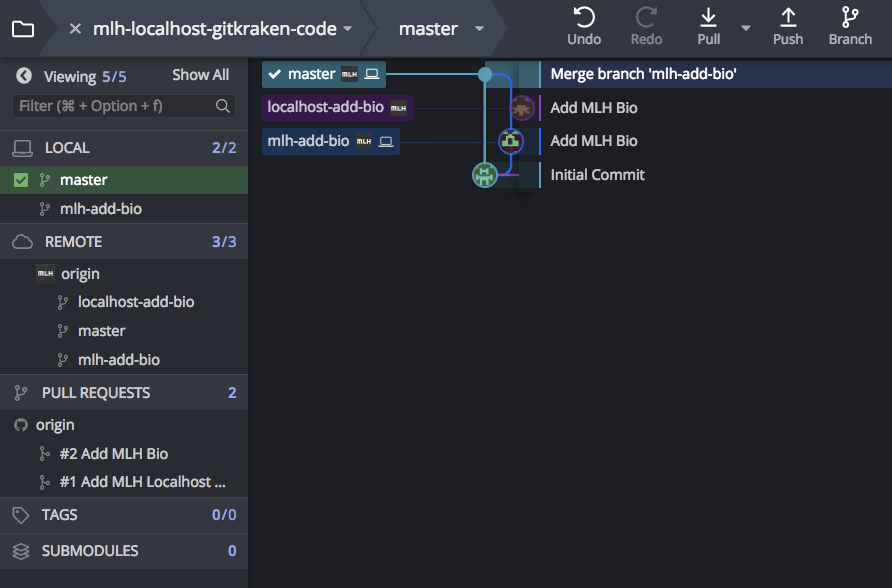 mlh-localhost-gitkraken-code
master
Undo
Redo
Pull
Push
Branch
Viewing 5/5 Show All
Filter (⌘ + Option + f)
LOCAL 2/2
master
mlh-add-bio
REMOTE 3/3
MLH origin
localhost-add-bio
master
mlh-add-bio
PULL REQUESTS 2
origin
#2 Add MLH Bio
#1 Add MLH Localhost ...
TAGS 0/0
SUBMODULES 0
master MLH Merge branch 'mlh-add-bio'
localhost-add-bio MLH Add MLH Bio
mlh-add-bio MLH Add MLH Bio
Initial Commit